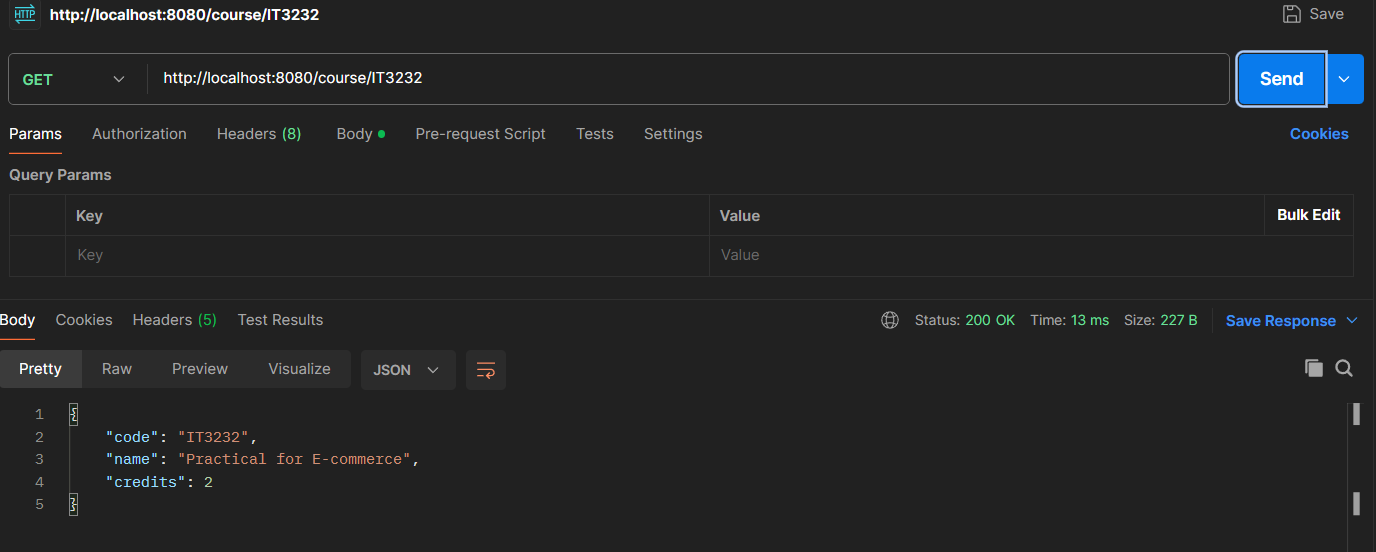 HTTP http://localhost:8080/course/IT3232 Save
GET http://localhost:8080/course/IT3232 Send
Params Authorization Headers (8) Body Pre-request Script Tests Settings Cookies
Query Params
Key Value Bulk Edit
Key Value
Body Cookies Headers (5) Test Results Status: 200 OK Time: 13 ms Size: 227 B Save Response
Pretty Raw Preview Visualize JSON
1 {
2 "code": "IT3232",
3 "name": "Practical for E-commerce",
4 "credits": 2
5 }